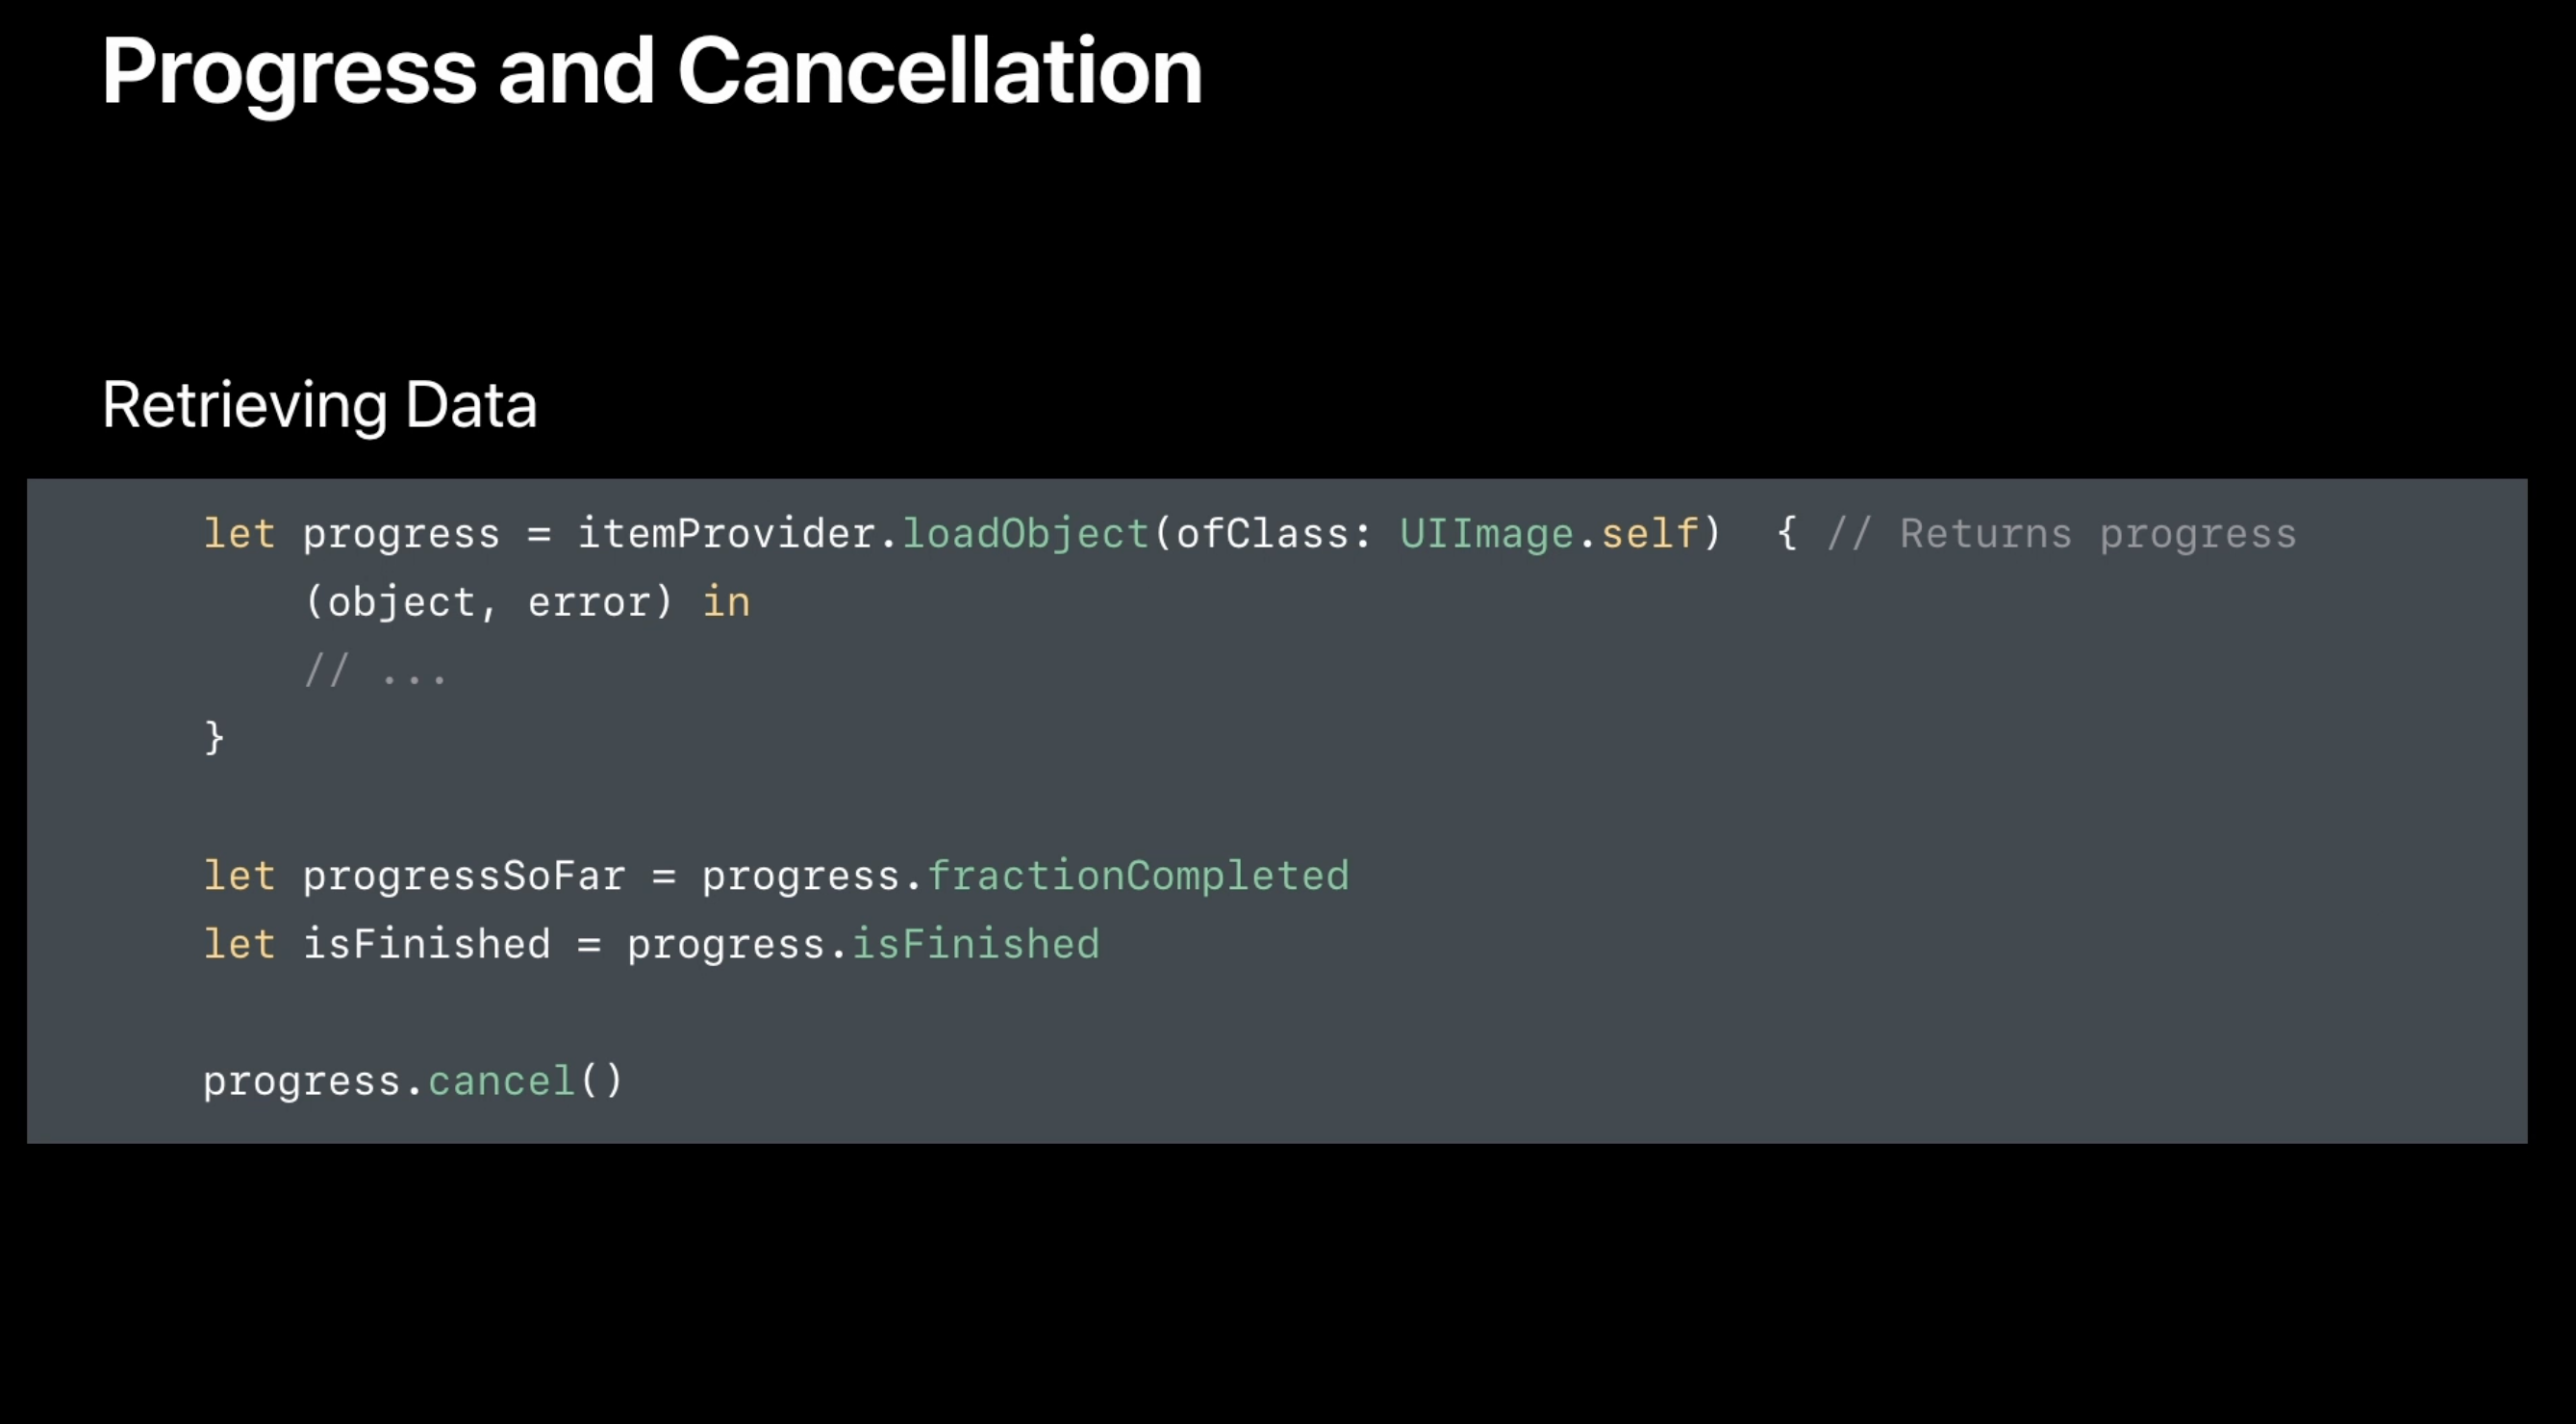 Progress and Cancellation
Retrieving Data
let progress = itemProvider.loadObject(ofClass: UIImage.self)  { // Returns progress
    (object, error) in
    // ...
}
let progressSoFar = progress.fractionCompleted
let isFinished = progress.isFinished
progress.cancel()